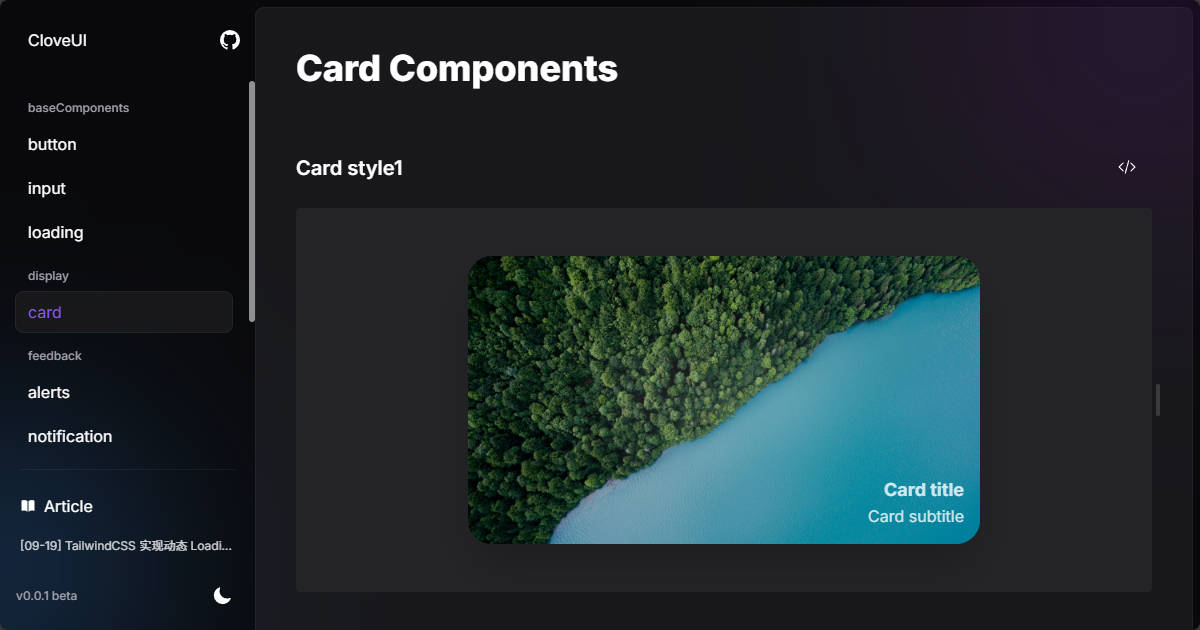 CloveUI
baseComponents
button
input
loading
display
card
feedback
alerts
notification
Article
[09-19] TailwindCSS 实现动态 Loadi...
v0.0.1 beta
Card Components
Card style1
</>
Card title
Card subtitle